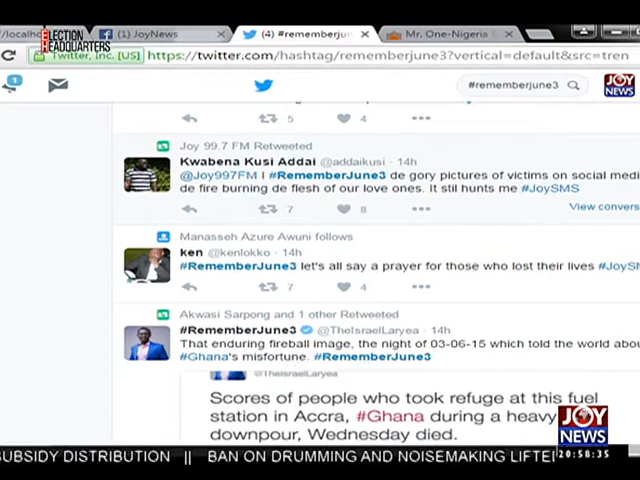 ELECTION
HEADQUARTERS
(1) JoyNews
(4) #rememberjun
Mr. One-Nigeria
Twitter, Inc. [US]
https://twitter.com/hashtag/rememberjune3?vertical=default&src=tren
1
#rememberjune3
JOY
NEWS
5
4
Joy 99.7 FM Retweeted
Kwabena Kusi Addai @addaikusi · 14h
@Joy997FM I #RememberJune3 de gory pictures of victims on social medi
de fire burning de flesh of our love ones. It stil hunts me #JoySMS
7
8
View convers
Manasseh Azure Awuni follows
ken @kenlokko · 14h
#RememberJune3 let's all say a prayer for those who lost their lives #JoyS
7
4
Akwasi Sarpong and 1 other Retweeted
#RememberJune3 @TheIsraelLaryea · 14h
That enduring fireball image, the night of 03-06-15 which told the world abou
#Ghana's misfortune. #RememberJune3
@TheIsraelLaryea
Scores of people who took refuge at this fuel
station in Accra, #Ghana during a heavy
downpour, Wednesday died.
JOY
NEWS
20:58:35
SUBSIDY DISTRIBUTION || BAN ON DRUMMING AND NOISEMAKING LIFTE